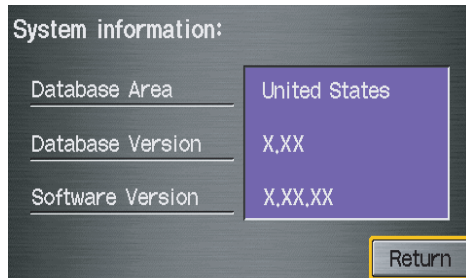 System information:
Database Area United States
Database Version X.XX
Software Version X.XX.XX
Return